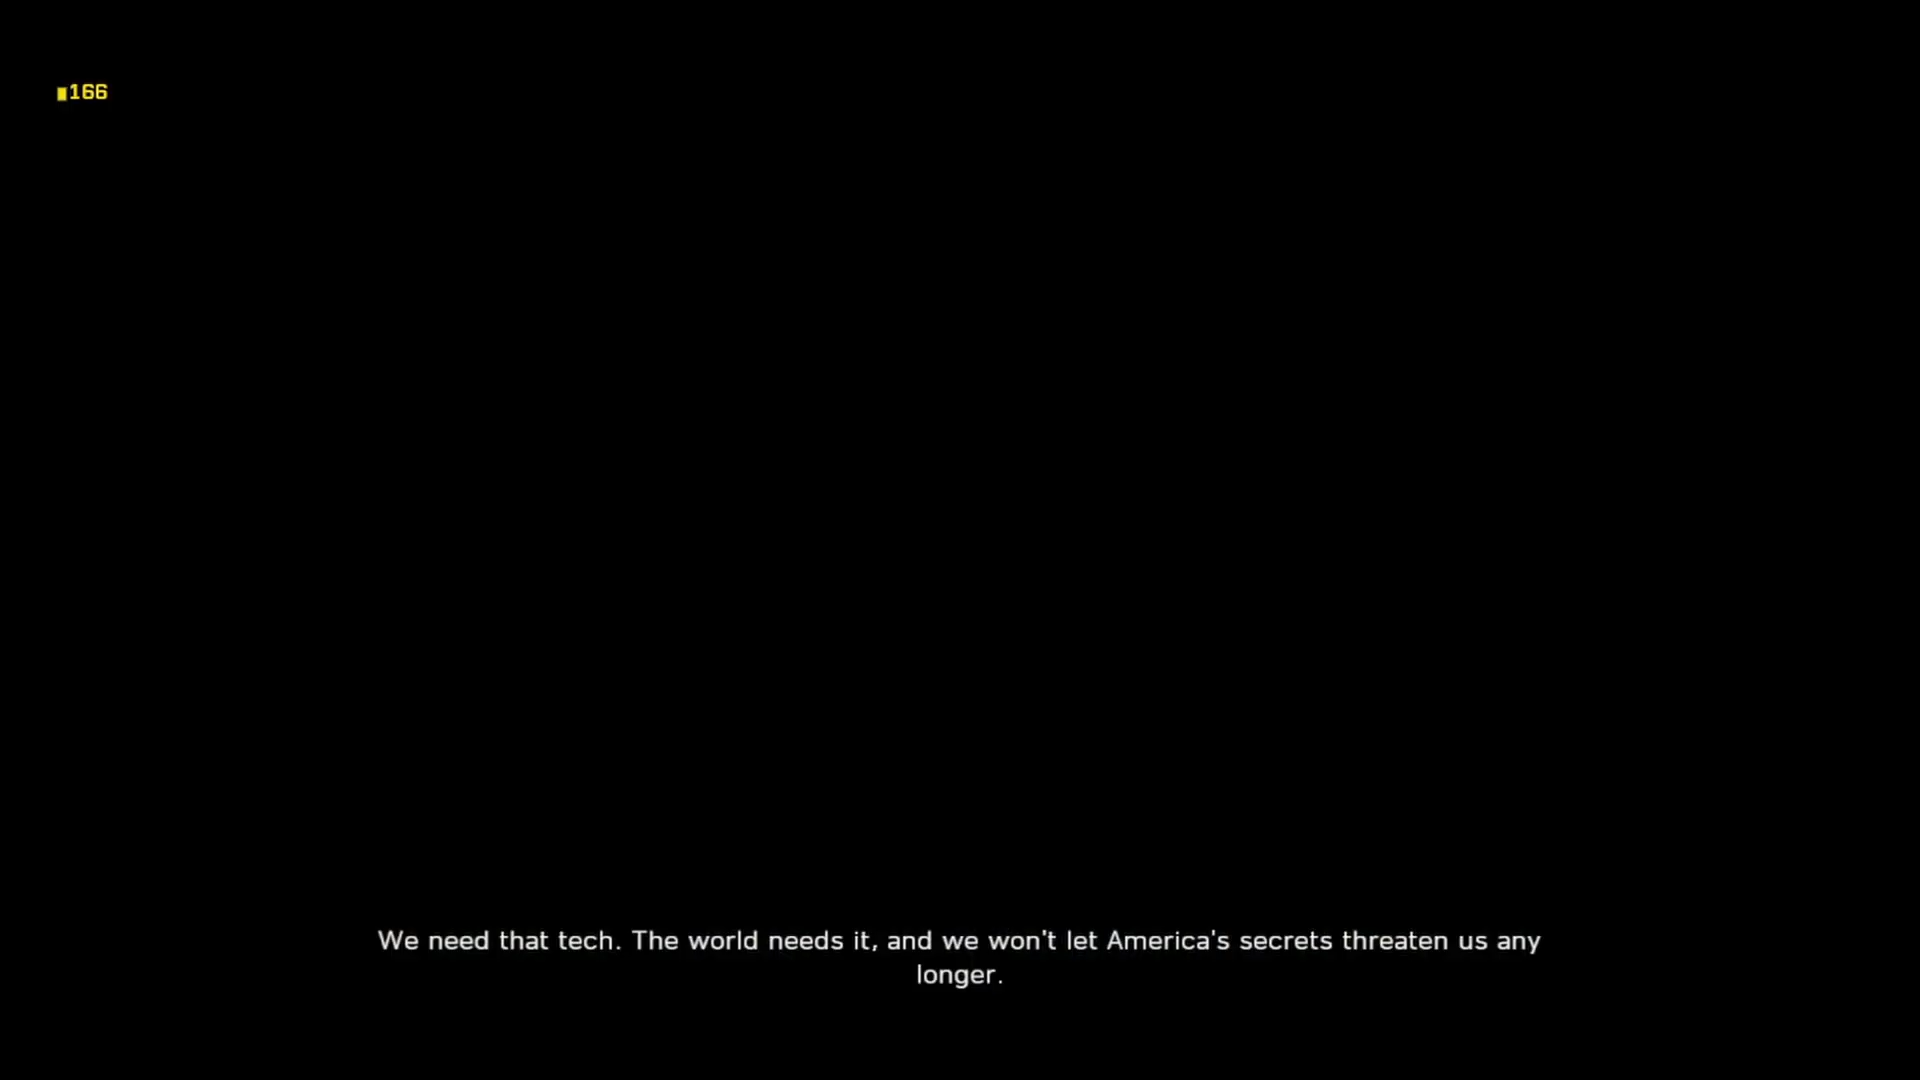 166
We need that tech. The world needs it, and we won't let America's secrets threaten us any
longer.